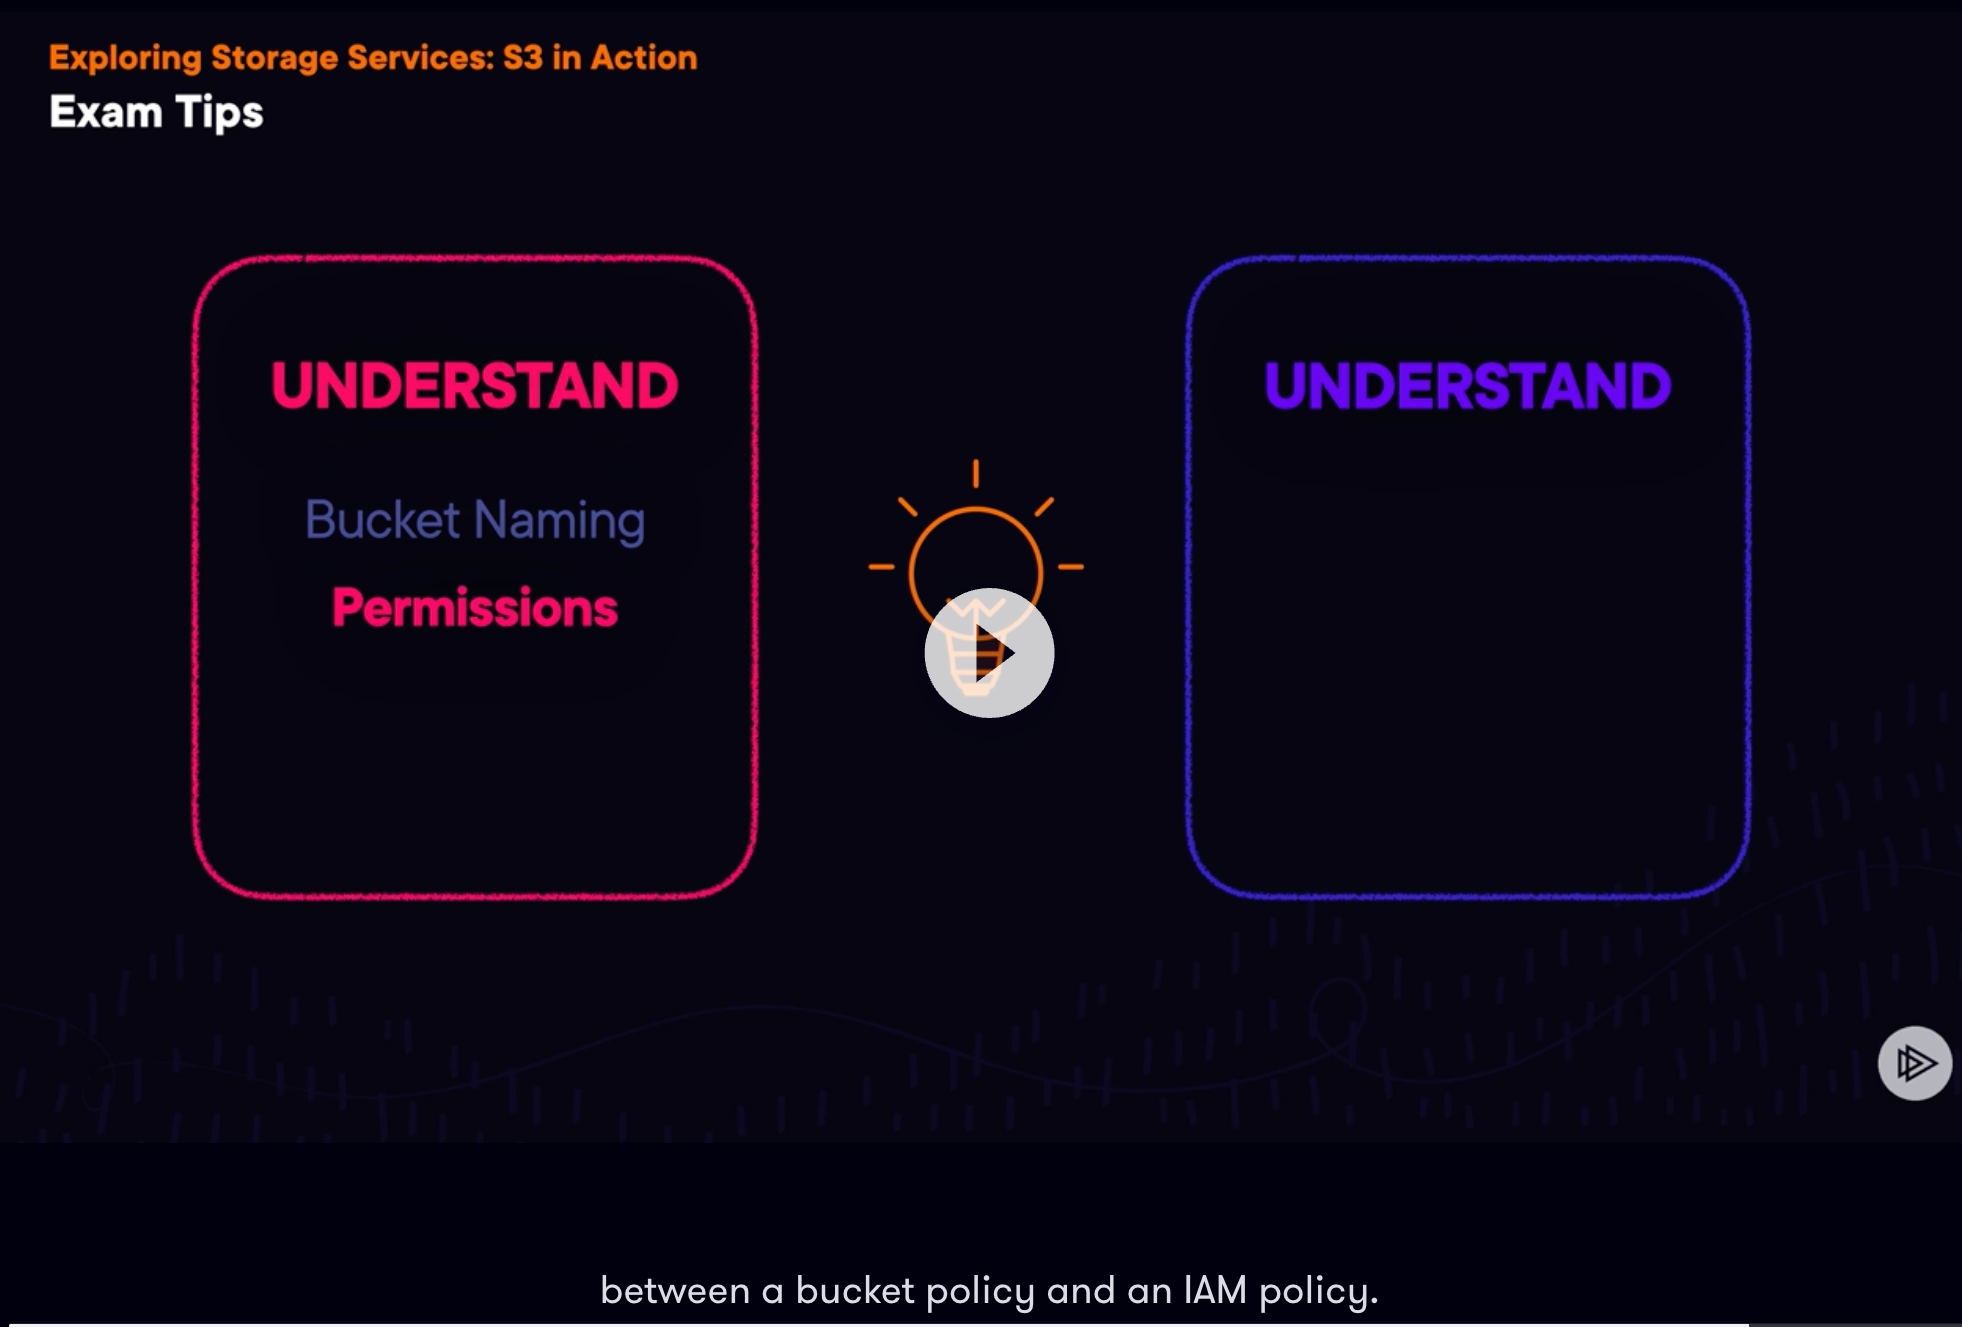 Exploring Storage Services: S3 in Action
Exam Tips
UNDERSTAND
Bucket Naming
Permissions
UNDERSTAND
between a bucket policy and an IAM policy.